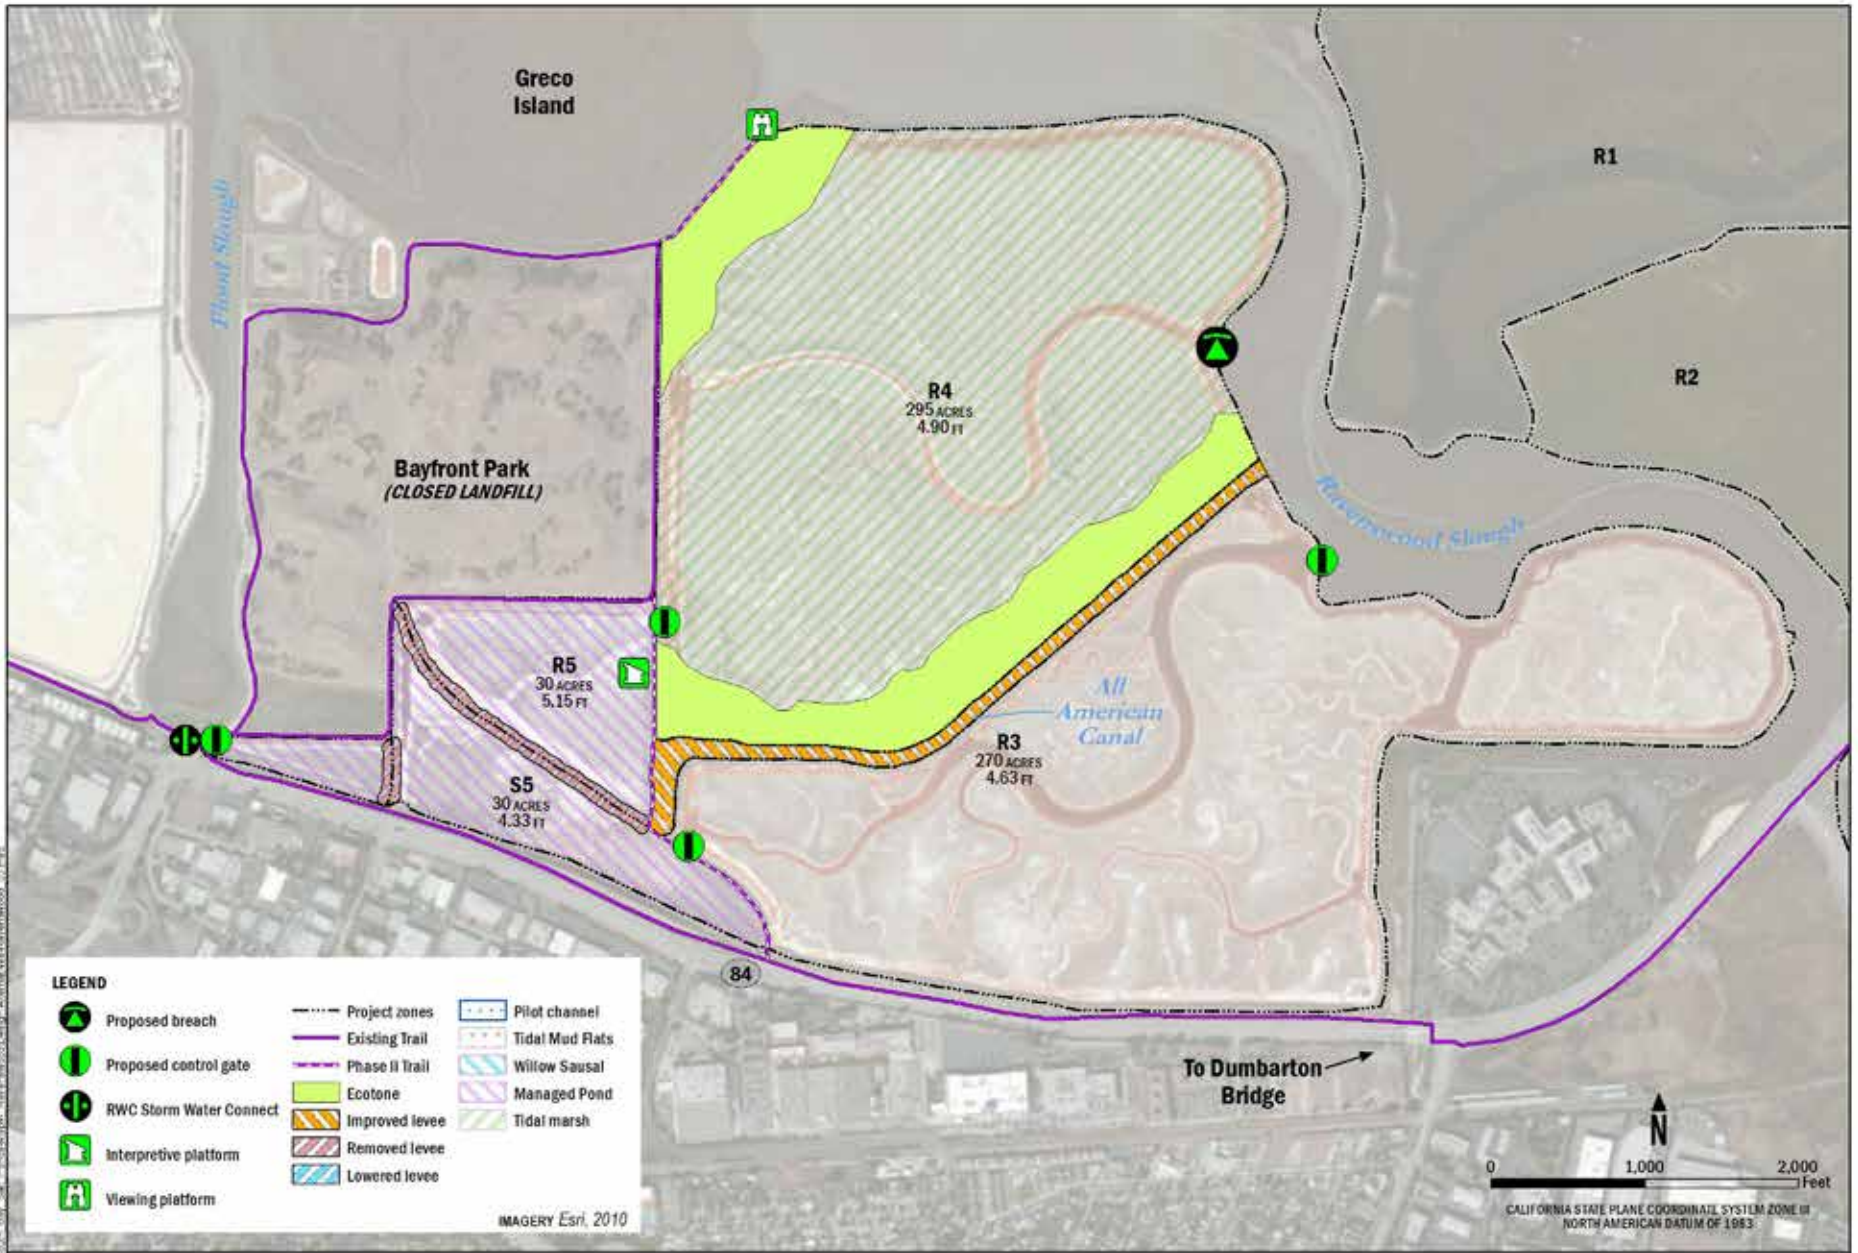 Greco
Island
R1
R2
Flood Slough
R4
295 ACRES
4.90 FT
Bayfront Park
(CLOSED LANDFILL)
Ravenswood Slough
R5
30 ACRES
5.15 FT
All
American
Canal
R3
270 ACRES
4.63 FT
S5
30 ACRES
4.33 FT
84
To Dumbarton
Bridge
N
0 1,000 2,000
Feet
CALIFORNIA STATE PLANE COORDINATE SYSTEM ZONE III
NORTH AMERICAN DATUM OF 1983
LEGEND
Proposed breach
Proposed control gate
RWC Storm Water Connect
Interpretive platform
Viewing platform
Project zones
Existing Trail
Phase II Trail
Ecotone
Improved levee
Removed levee
Lowered levee
Pilot channel
Tidal Mud Flats
Willow Sausal
Managed Pond
Tidal marsh
IMAGERY Esri, 2010